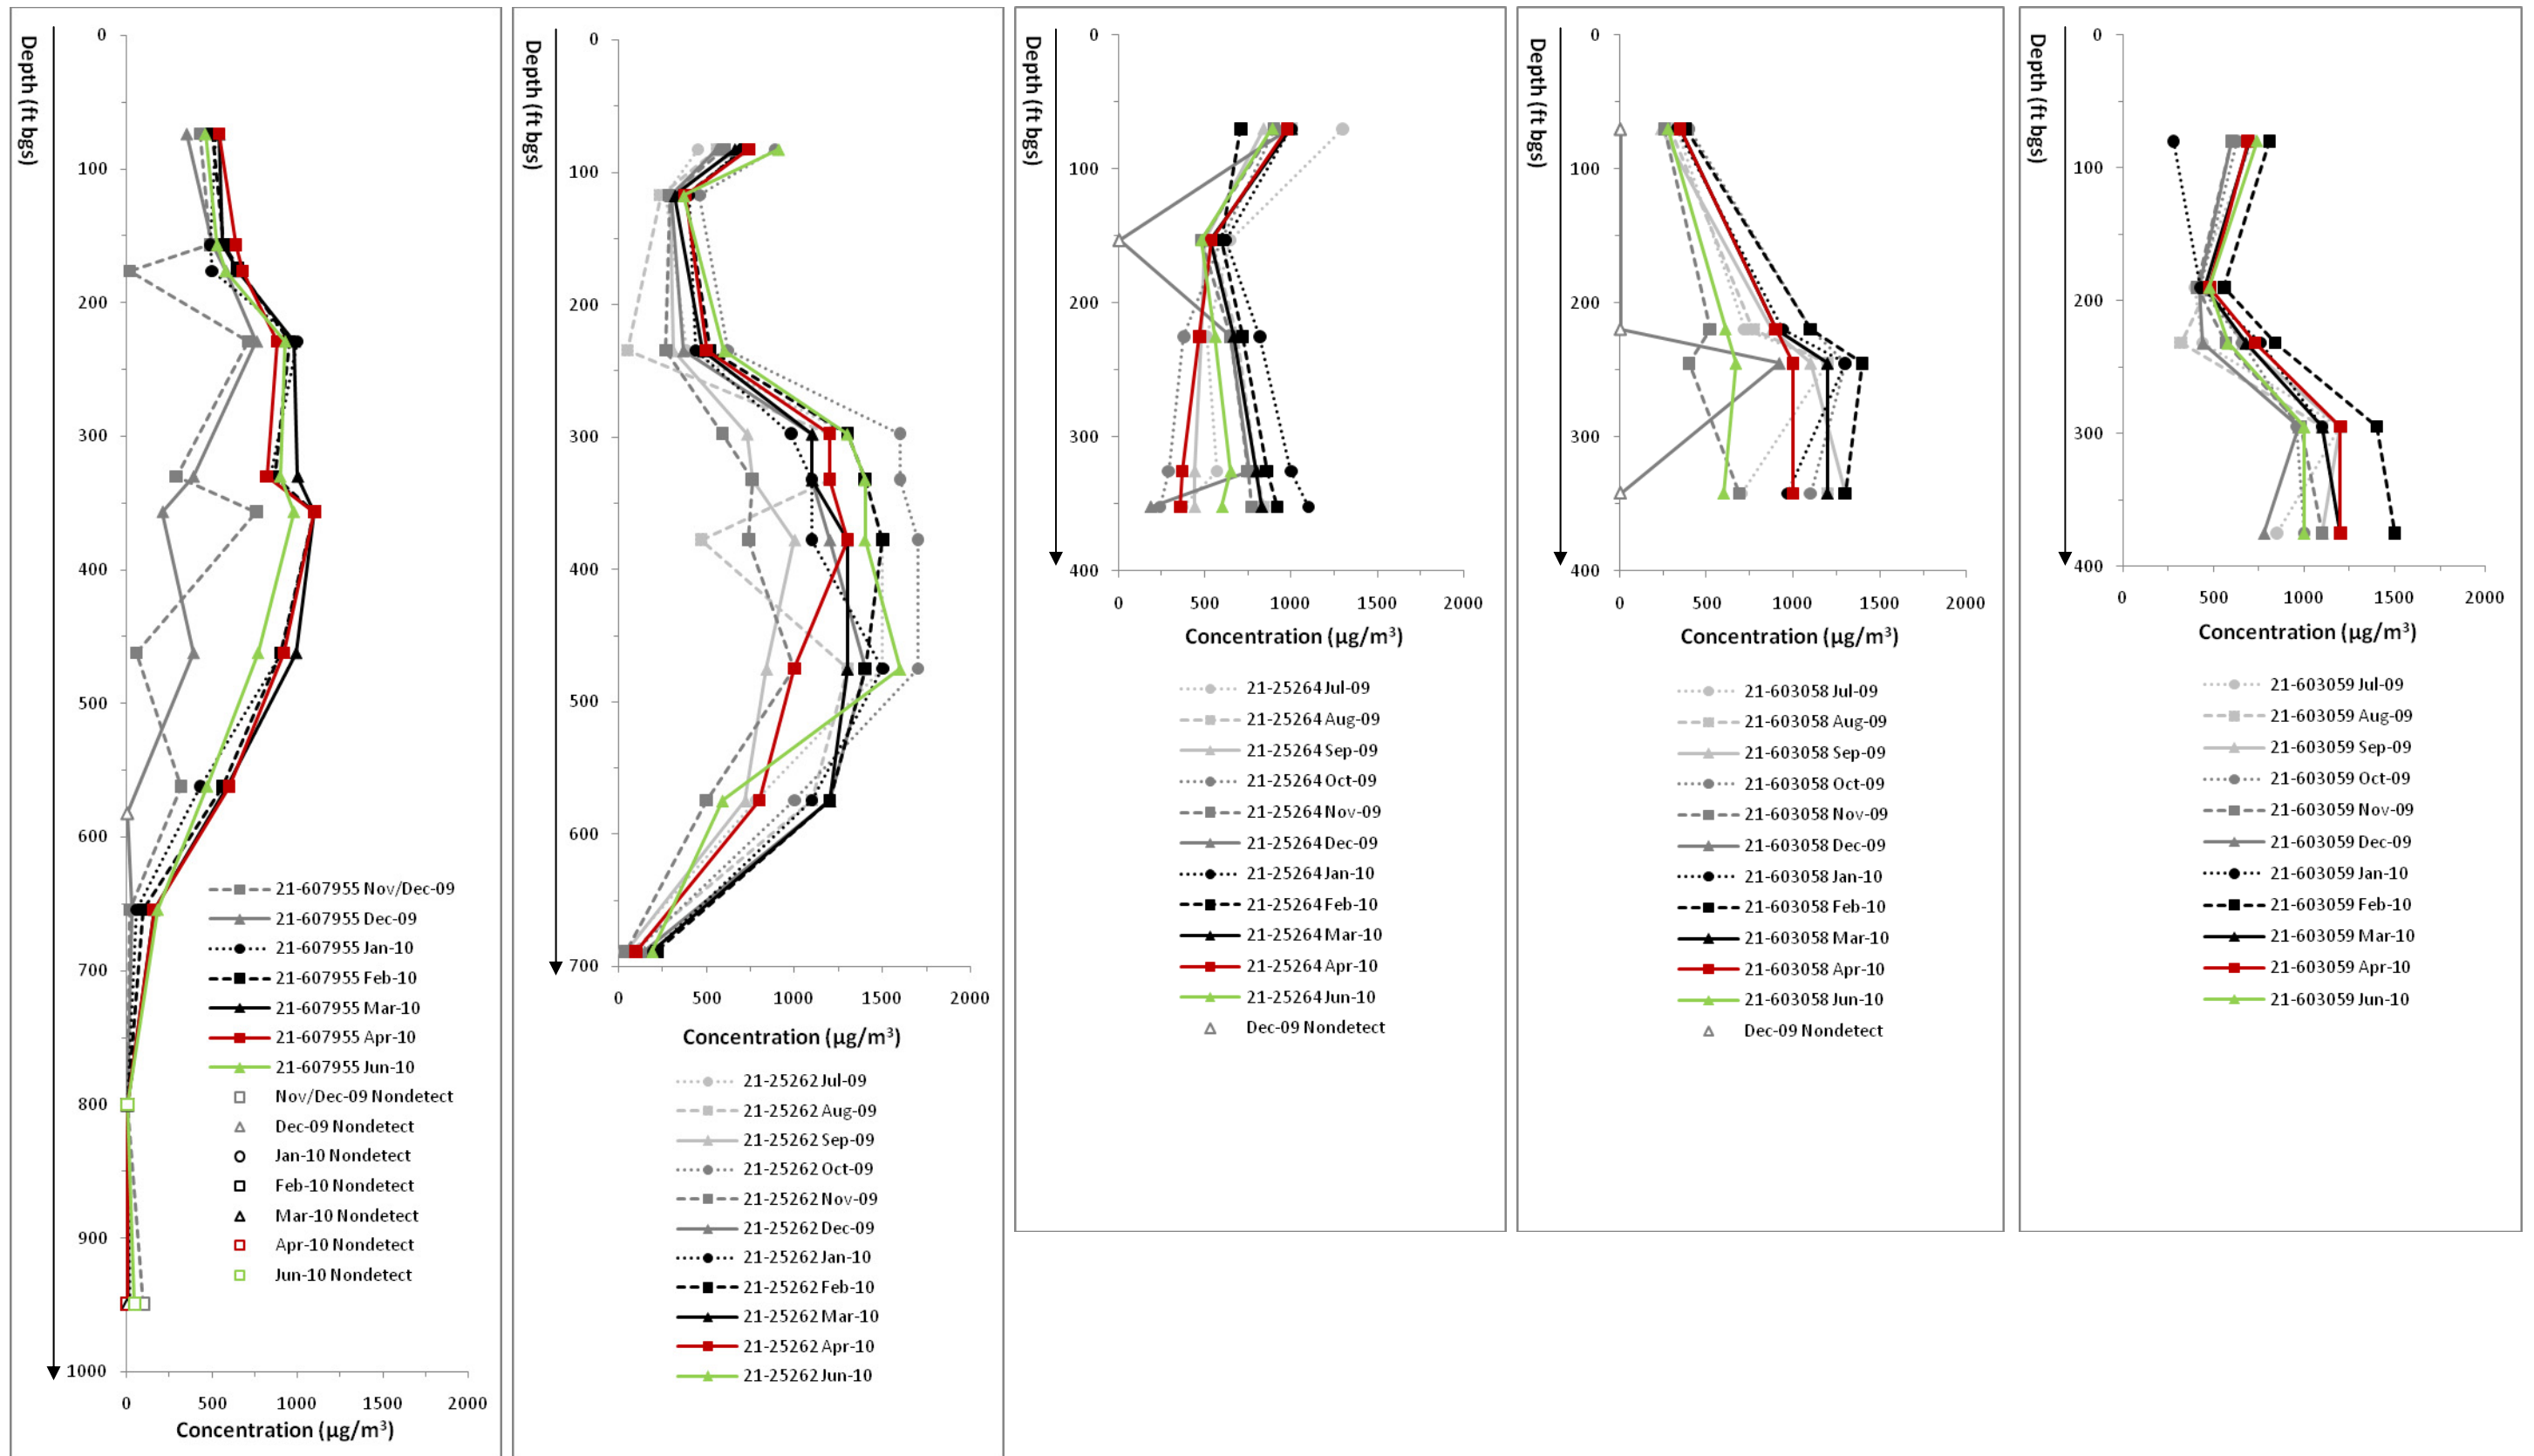 Depth (ft bgs)
0
100
200
300
400
500
600
700
800
900
1000
0 500 1000 1500 2000
Concentration (µg/m³)
21-607955 Nov/Dec-09
21-607955 Dec-09
21-607955 Jan-10
21-607955 Feb-10
21-607955 Mar-10
21-607955 Apr-10
21-607955 Jun-10
Nov/Dec-09 Nondetect
Dec-09 Nondetect
Jan-10 Nondetect
Feb-10 Nondetect
Mar-10 Nondetect
Apr-10 Nondetect
Jun-10 Nondetect
Depth (ft bgs)
0
100
200
300
400
500
600
700
0 500 1000 1500 2000
Concentration (µg/m³)
21-25262 Jul-09
21-25262 Aug-09
21-25262 Sep-09
21-25262 Oct-09
21-25262 Nov-09
21-25262 Dec-09
21-25262 Jan-10
21-25262 Feb-10
21-25262 Mar-10
21-25262 Apr-10
21-25262 Jun-10
Depth (ft bgs)
0
100
200
300
400
0 500 1000 1500 2000
Concentration (µg/m³)
21-25264 Jul-09
21-25264 Aug-09
21-25264 Sep-09
21-25264 Oct-09
21-25264 Nov-09
21-25264 Dec-09
21-25264 Jan-10
21-25264 Feb-10
21-25264 Mar-10
21-25264 Apr-10
21-25264 Jun-10
Dec-09 Nondetect
Depth (ft bgs)
0
100
200
300
400
0 500 1000 1500 2000
Concentration (µg/m³)
21-603058 Jul-09
21-603058 Aug-09
21-603058 Sep-09
21-603058 Oct-09
21-603058 Nov-09
21-603058 Dec-09
21-603058 Jan-10
21-603058 Feb-10
21-603058 Mar-10
21-603058 Apr-10
21-603058 Jun-10
Dec-09 Nondetect
Depth (ft bgs)
0
100
200
300
400
0 500 1000 1500 2000
Concentration (µg/m³)
21-603059 Jul-09
21-603059 Aug-09
21-603059 Sep-09
21-603059 Oct-09
21-603059 Nov-09
21-603059 Dec-09
21-603059 Jan-10
21-603059 Feb-10
21-603059 Mar-10
21-603059 Apr-10
21-603059 Jun-10